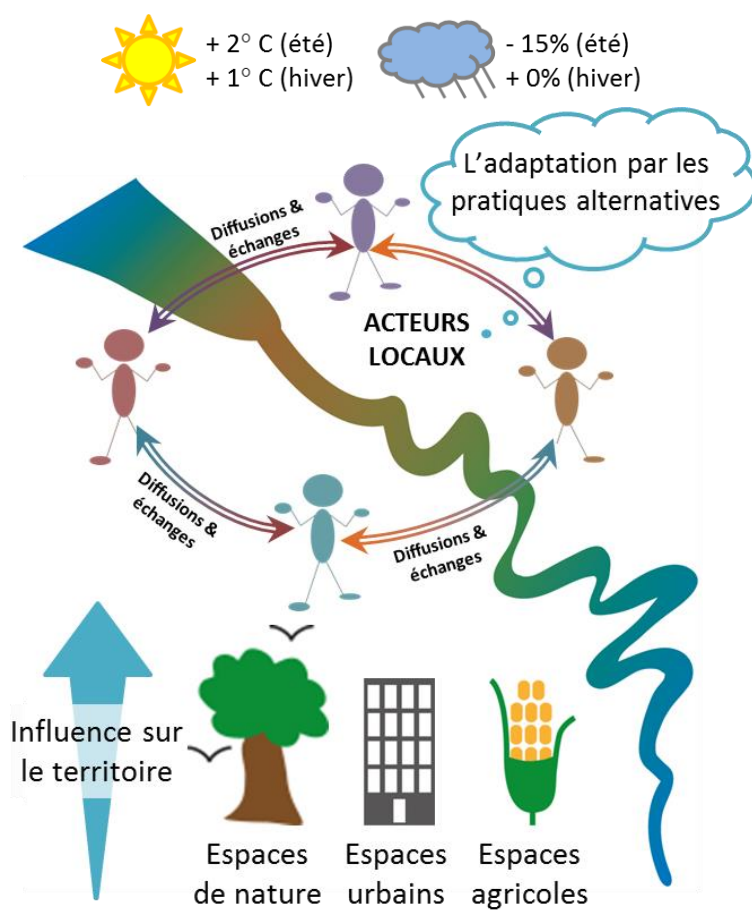 + 2° C (été)
+ 1° C (hiver)
- 15% (été)
+ 0% (hiver)
L’adaptation par les
pratiques alternatives
Diffusions &
échanges
ACTEURS
LOCAUX
Diffusions &
échanges
Diffusions &
échanges
Influence sur
le territoire
Espaces
de nature
Espaces
urbains
Espaces
agricoles